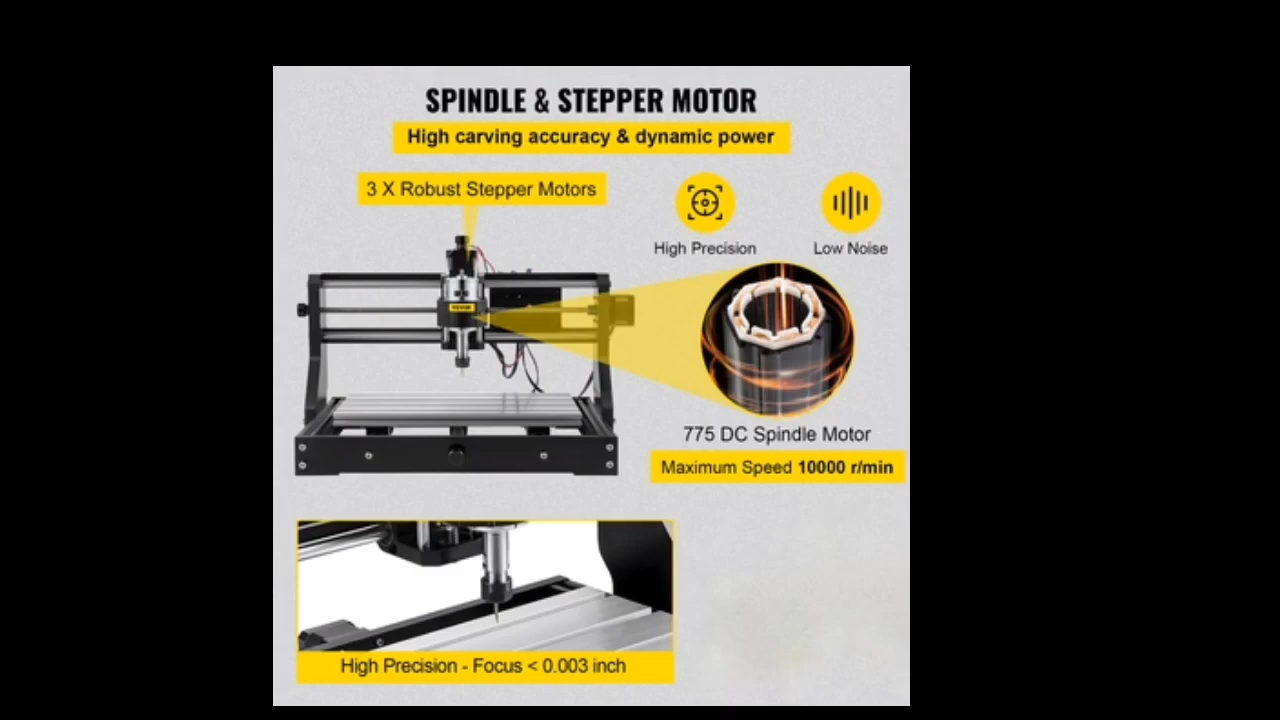 SPINDLE & STEPPER MOTOR
High carving accuracy & dynamic power
3 X Robust Stepper Motors
High Precision
Low Noise
VEVOR
775 DC Spindle Motor
Maximum Speed 10000 r/min
High Precision - Focus < 0.003 inch